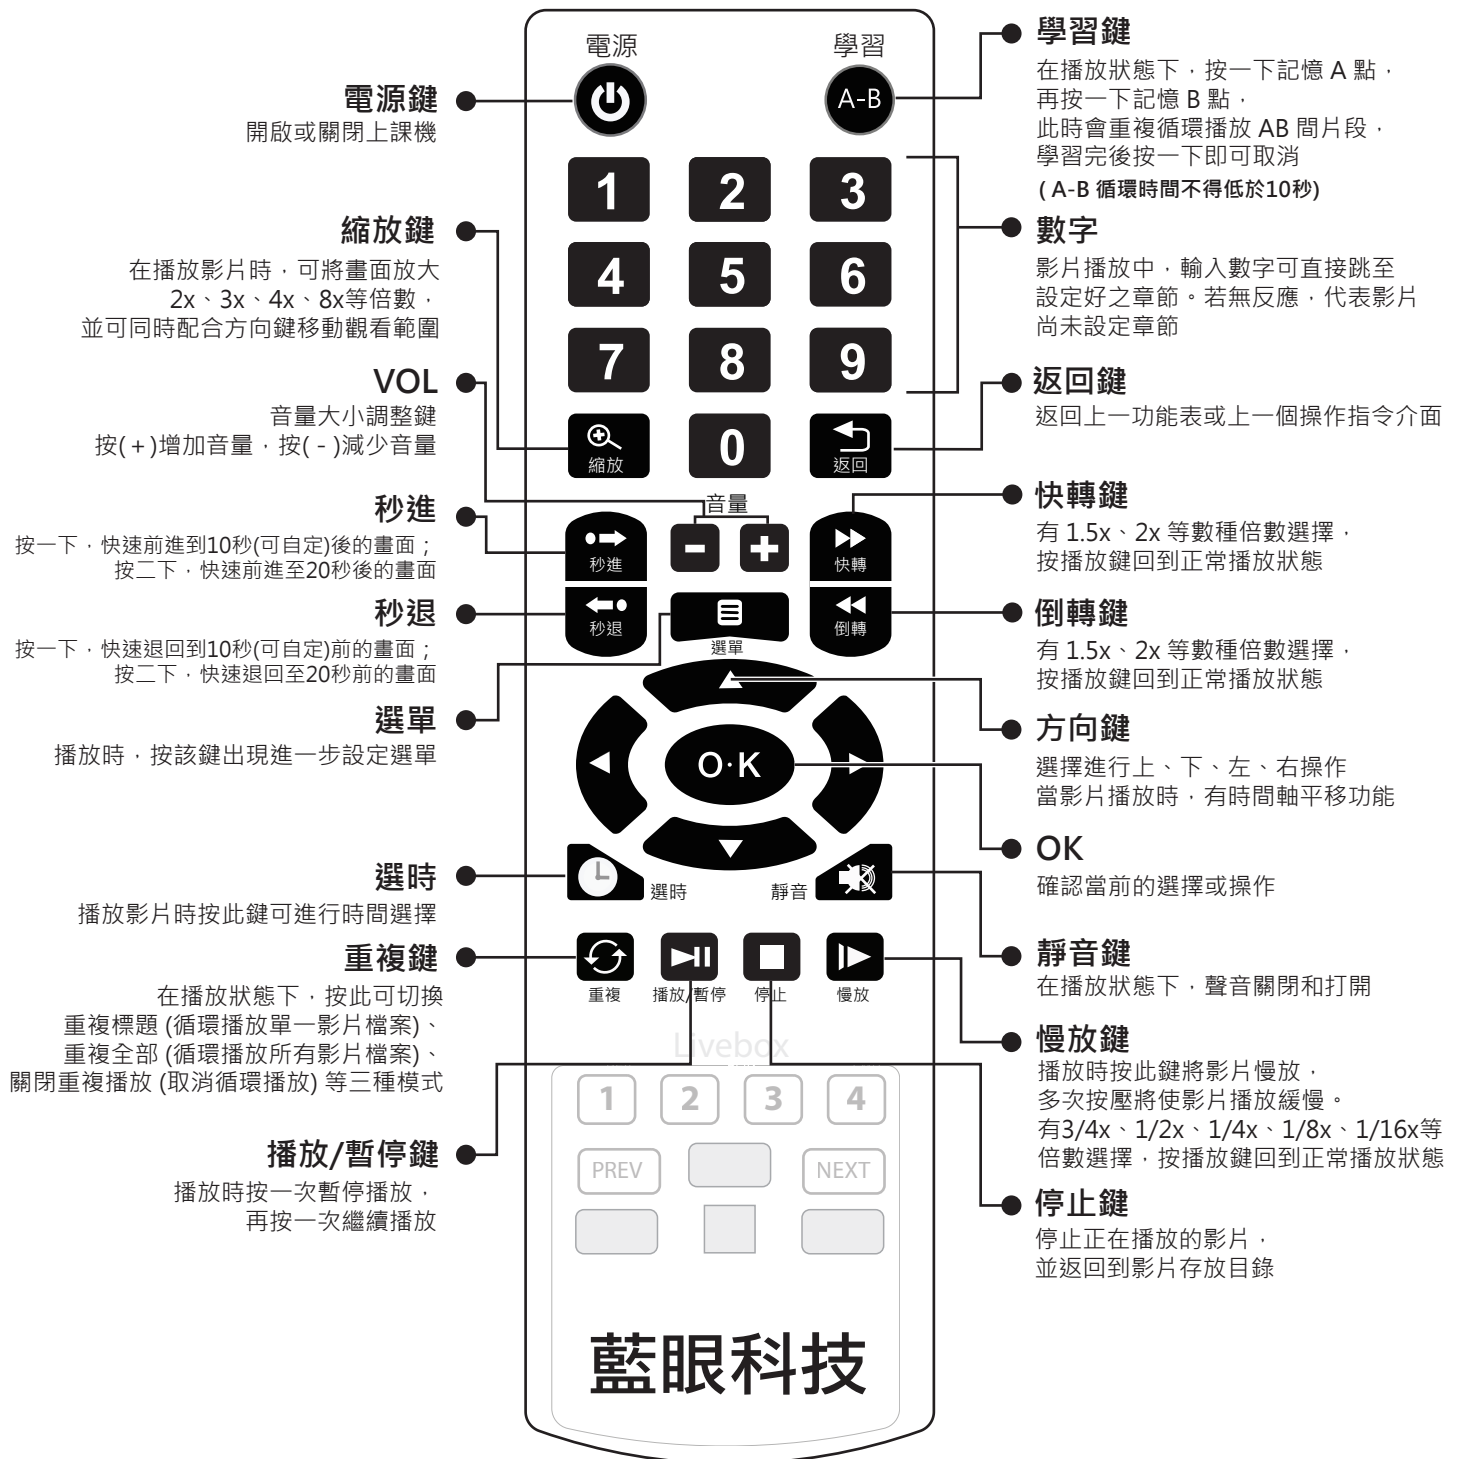 電源鍵
開啟或關閉上課機
縮放鍵
在播放影片時，可將畫面放大
2x、3x、4x、8x等倍數，
並可同時配合方向鍵移動觀看範圍
VOL
音量大小調整鍵
按(+)增加音量，按( - )減少音量
秒進
按一下，快速前進到10秒(可自定)後的畫面；
按二下，快速前進至20秒後的畫面
秒退
按一下，快速退回到10秒(可自定)前的畫面；
按二下，快速退回至20秒前的畫面
選單
播放時，按該鍵出現進一步設定選單
選時
播放影片時按此鍵可進行時間選擇
重複鍵
在播放狀態下，按此可切換
重複標題 (循環播放單一影片檔案)、
重複全部 (循環播放所有影片檔案)、
關閉重複播放 (取消循環播放) 等三種模式
播放/暫停鍵
播放時按一次暫停播放，
再按一次繼續播放
電源 學習
A-B
1 2 3
4 5 6
7 8 9
縮放 0 返回
音量
秒進 - + 快轉
秒退 選單 倒轉
O·K
選時 靜音
重複 播放/暫停 停止 慢放
Livebox
1 2 3 4
PREV NEXT
藍眼科技
學習鍵
在播放狀態下，按一下記憶 A 點，
再按一下記憶 B 點，
此時會重複循環播放 AB 間片段，
學習完後按一下即可取消
( A-B 循環時間不得低於10秒)
數字
影片播放中，輸入數字可直接跳至
設定好之章節。若無反應，代表影片
尚未設定章節
返回鍵
返回上一功能表或上一個操作指令介面
快轉鍵
有 1.5x、2x 等數種倍數選擇，
按播放鍵回到正常播放狀態
倒轉鍵
有 1.5x、2x 等數種倍數選擇，
按播放鍵回到正常播放狀態
方向鍵
選擇進行上、下、左、右操作
當影片播放時，有時間軸平移功能
OK
確認當前的選擇或操作
靜音鍵
在播放狀態下，聲音關閉和打開
慢放鍵
播放時按此鍵將影片慢放，
多次按壓將使影片播放緩慢。
有3/4x、1/2x、1/4x、1/8x、1/16x等
倍數選擇，按播放鍵回到正常播放狀態
停止鍵
停止正在播放的影片，
並返回到影片存放目錄